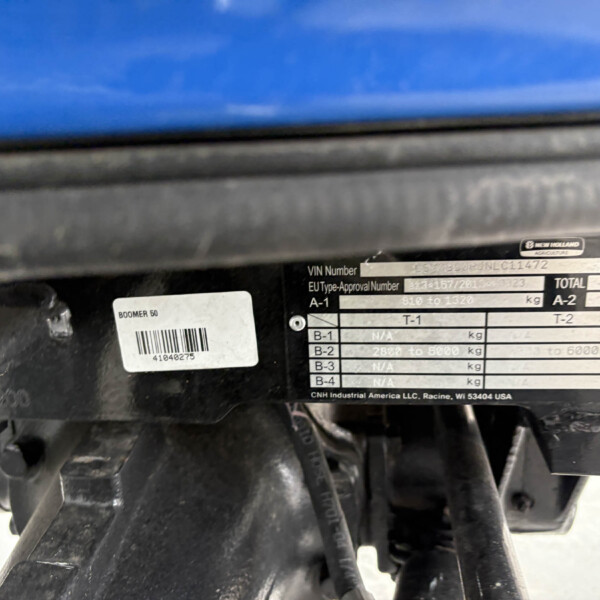 NEW HOLLAND
AGRICULTURE
VIN Number JNLC11472
EU Type-Approval Number TOTAL
A-1 810 to 1320 kg A-2
T-1 T-2
B-1 N/A kg
B-2 2800 to 6000 kg to 6000
B-3 N/A kg
B-4 N/A kg
CNH Industrial America LLC, Racine, Wi 53404 USA
BOOMER 50
41040275